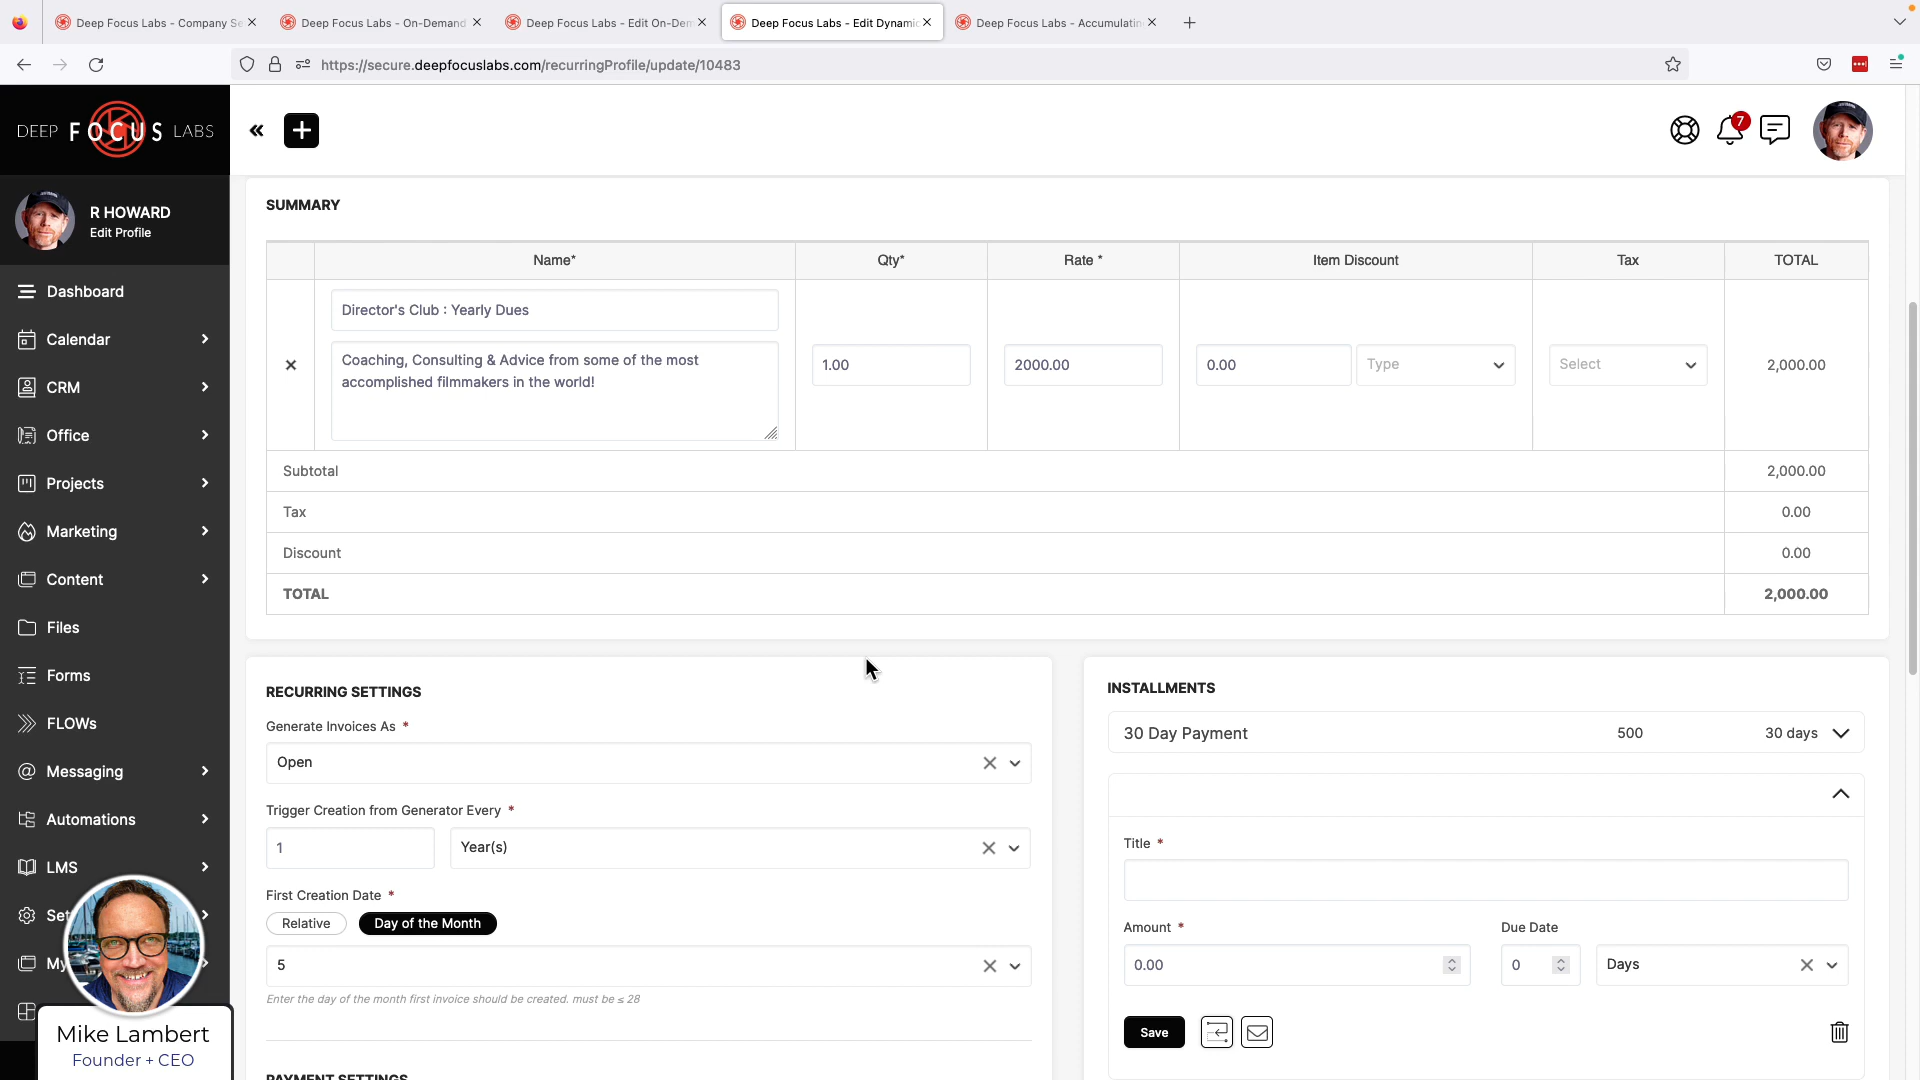 Deep Focus Labs - Company Se
Deep Focus Labs - On-Demand
Deep Focus Labs - Edit On-Dem
Deep Focus Labs - Edit Dynamic
Deep Focus Labs - Accumulatin
https://secure.deepfocuslabs.com/recurringProfile/update/10483
DEEP FOCUS LABS
7
R HOWARD
Edit Profile
Dashboard
Calendar
CRM
Office
Projects
Marketing
Content
Files
Forms
FLOWs
Messaging
Automations
LMS
Set
My
Mike Lambert
Founder + CEO
SUMMARY
Name* Qty* Rate * Item Discount Tax TOTAL
Director's Club : Yearly Dues
Coaching, Consulting & Advice from some of the most
accomplished filmmakers in the world!
1.00 2000.00 0.00 Type Select 2,000.00
Subtotal 2,000.00
Tax 0.00
Discount 0.00
TOTAL 2,000.00
RECURRING SETTINGS
Generate Invoices As *
Open
Trigger Creation from Generator Every *
1 Year(s)
First Creation Date *
Relative Day of the Month
5
Enter the day of the month first invoice should be created. must be ≤ 28
PAYMENT SETTINGS
INSTALLMENTS
30 Day Payment 500 30 days
Title *
Amount * Due Date
0.00 0 Days
Save